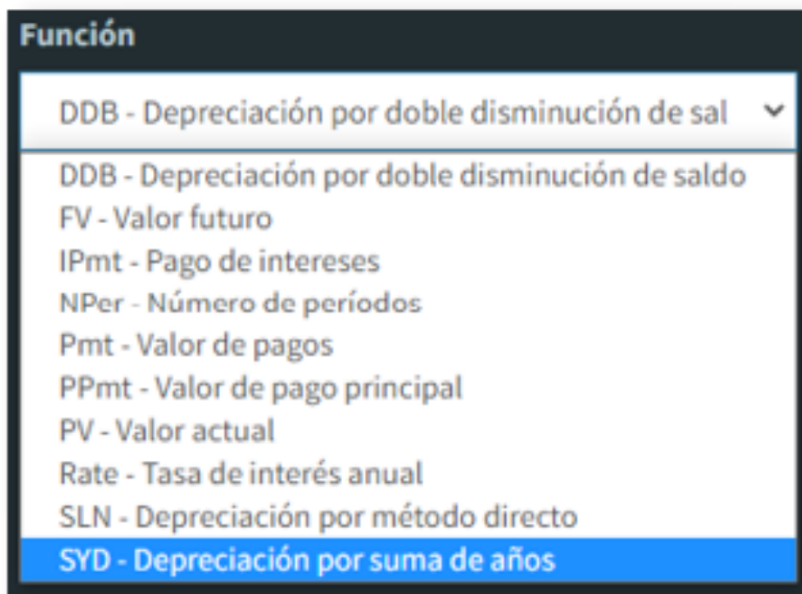 Función
DDB - Depreciación por doble disminución de sal
DDB - Depreciación por doble disminución de saldo
FV - Valor futuro
IPmt - Pago de intereses
NPer - Número de períodos
Pmt - Valor de pagos
PPmt - Valor de pago principal
PV - Valor actual
Rate - Tasa de interés anual
SLN - Depreciación por método directo
SYD - Depreciación por suma de años